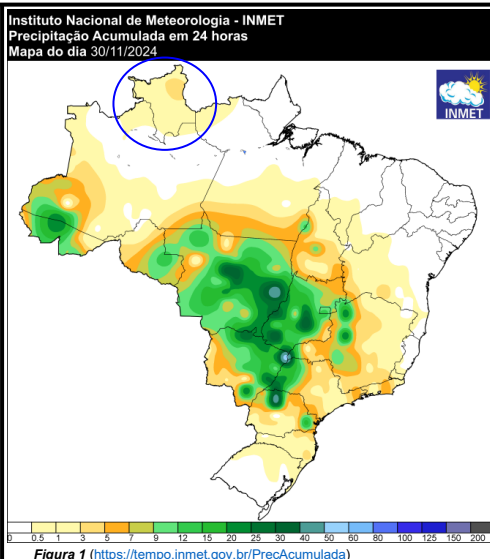 Instituto Nacional de Meteorologia - INMET
Precipitação Acumulada em 24 horas
Mapa do dia 30/11/2024
INMET
0 0.5 1 3 5 7 9 12 15 20 25 30 40 50 60 80 100 125 150 200
Figura 1 (https://tempo.inmet.gov.br/PrecAcumulada)